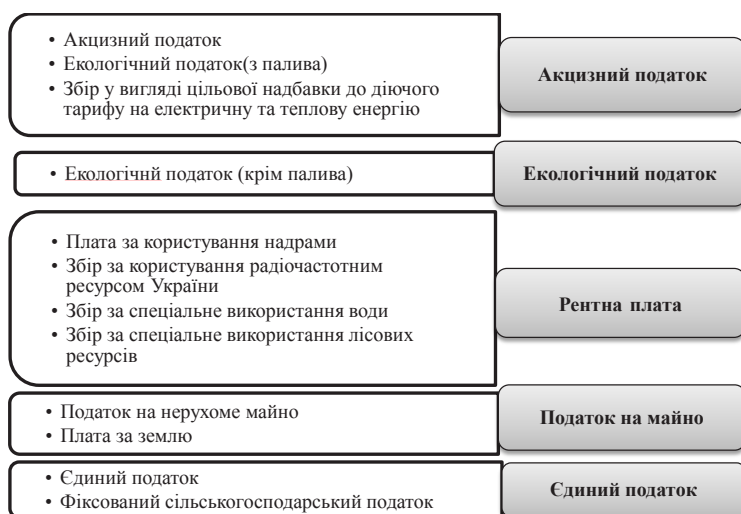 • Акцизний податок
• Екологічний податок(з палива)
• Збір у вигляді цільової надбавки до діючого
тарифу на електричну та теплову енергію
Акцизний податок
• Екологічнй податок (крім палива)
Екологічний податок
• Плата за користування надрами
• Збір за користування радіочастотним
ресурсом України
• Збір за спеціальне використання води
• Збір за спеціальне використання лісових
ресурсів
Рентна плата
• Податок на нерухоме майно
• Плата за землю
Податок на майно
• Єдиний податок
• Фіксований сільськогосподарський податок
Єдиний податок